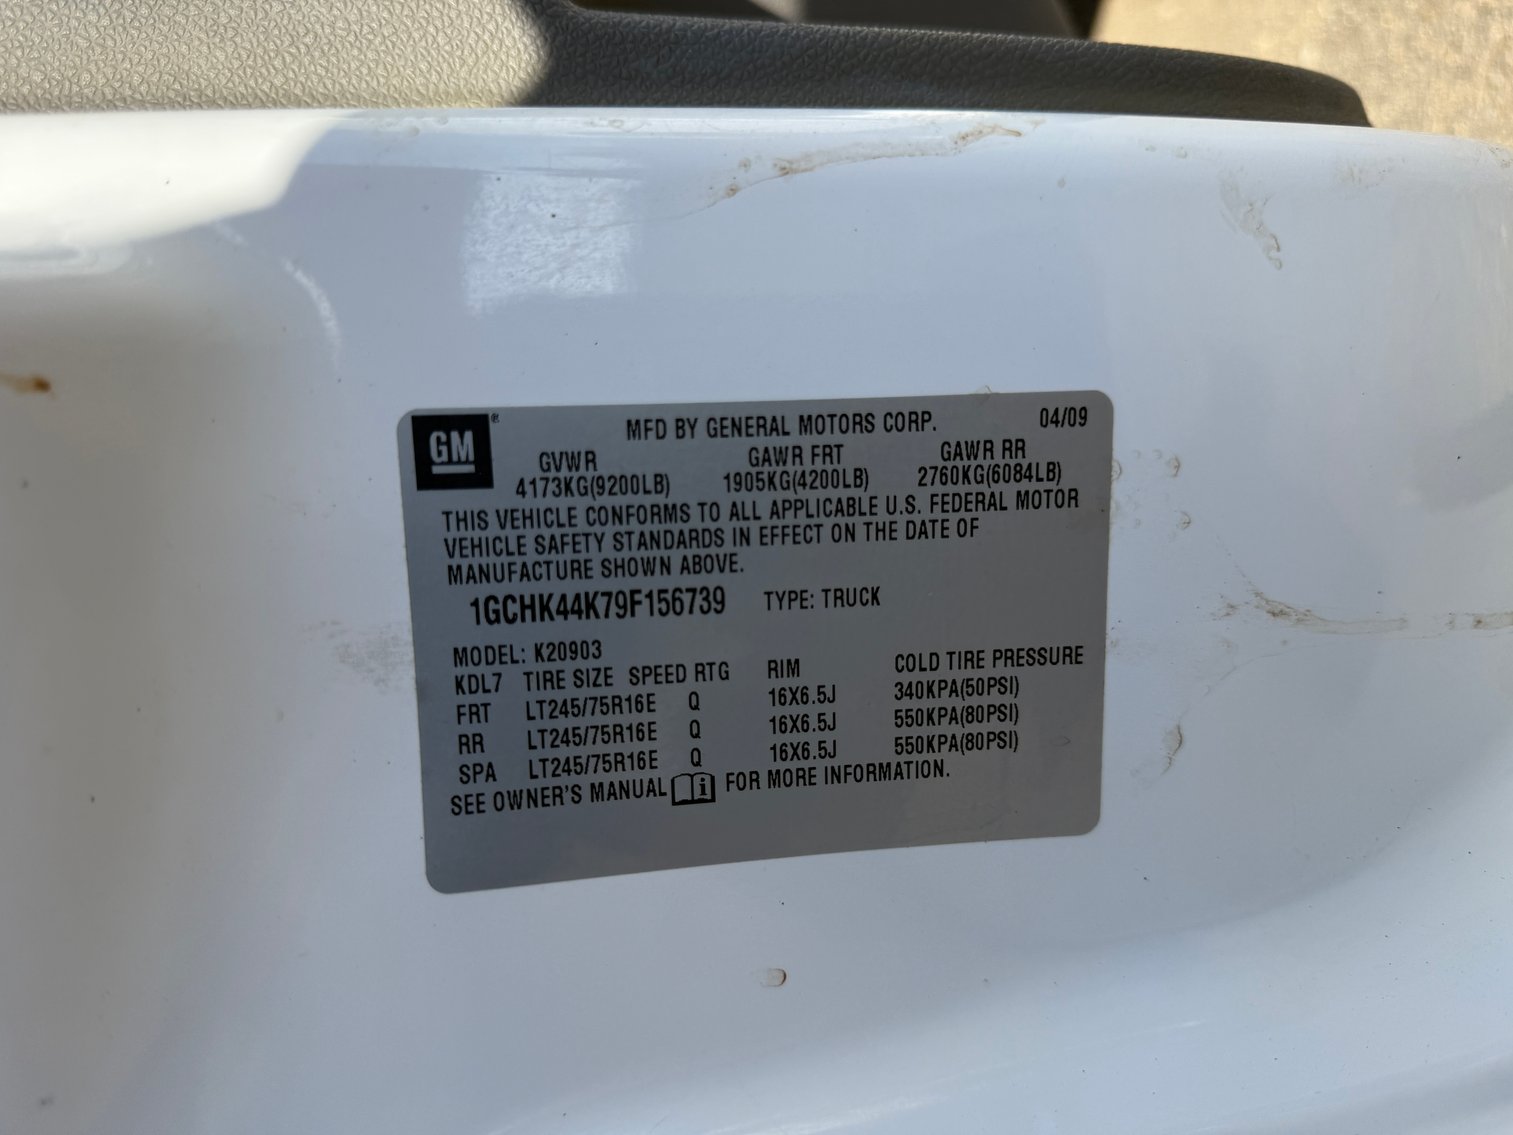 GM ®
MFD BY GENERAL MOTORS CORP. 04/09
GVWR GAWR FRT GAWR RR
4173KG(9200LB) 1905KG(4200LB) 2760KG(6084LB)
THIS VEHICLE CONFORMS TO ALL APPLICABLE U.S. FEDERAL MOTOR
VEHICLE SAFETY STANDARDS IN EFFECT ON THE DATE OF
MANUFACTURE SHOWN ABOVE.
1GCHK44K79F156739 TYPE: TRUCK
MODEL: K20903
KDL7 TIRE SIZE SPEED RTG RIM COLD TIRE PRESSURE
FRT LT245/75R16E Q 16X6.5J 340KPA(50PSI)
RR LT245/75R16E Q 16X6.5J 550KPA(80PSI)
SPA LT245/75R16E Q 16X6.5J 550KPA(80PSI)
SEE OWNER'S MANUAL i FOR MORE INFORMATION.